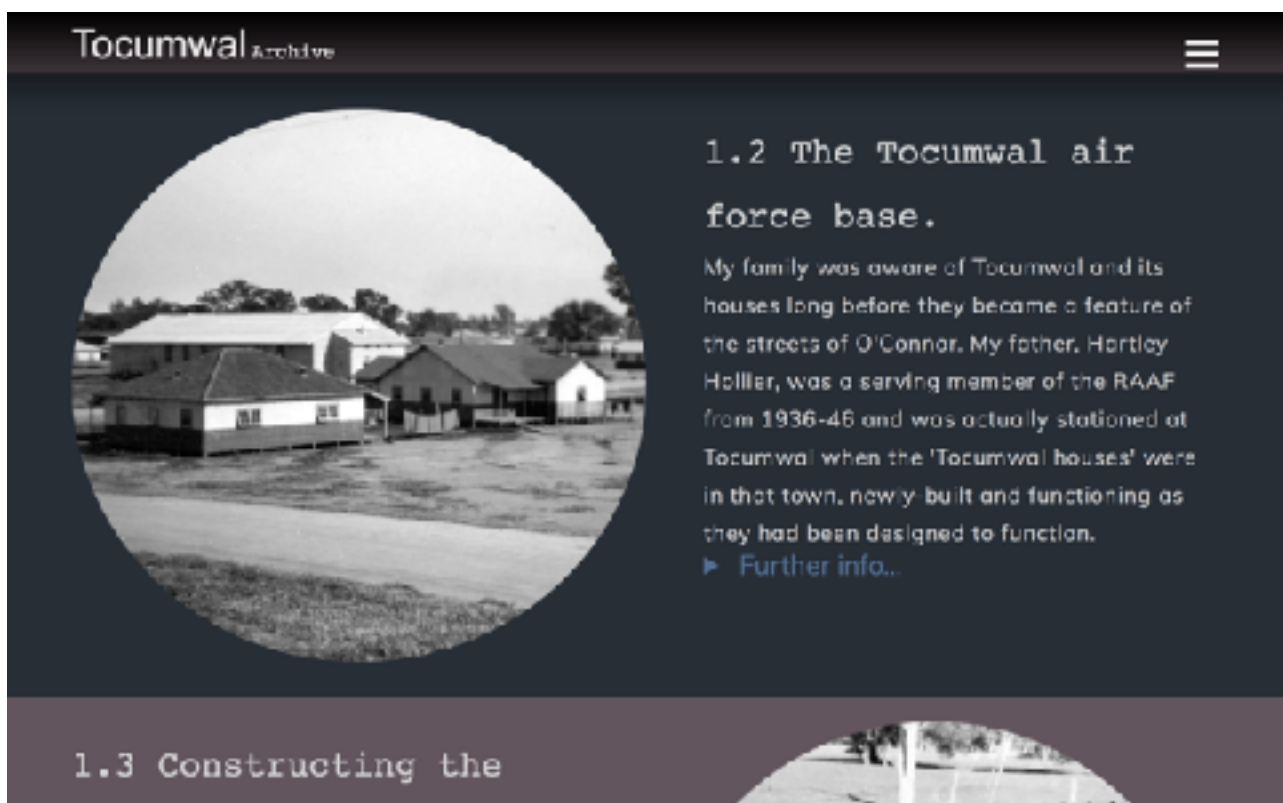 Tocumwal Archive
1.2 The Tocumwal air
force base.
My family was aware of Tocumwal and its
houses long before they became a feature of
the streets of O'Connor. My father, Hartley
Hollier, was a serving member of the RAAF
from 1936-46 and was actually stationed at
Tocumwal when the 'Tocumwal houses' were
in that town, newly-built and functioning as
they had been designed to function.
Further info...
1.3 Constructing the